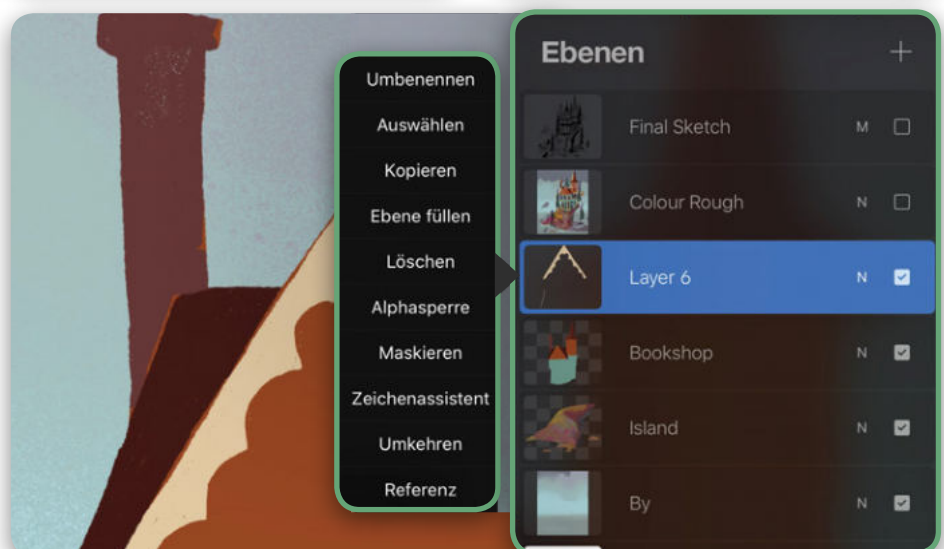 Umbenennen
Auswählen
Kopieren
Ebene füllen
Löschen
Alphasperre
Maskieren
Zeichenassistent
Umkehren
Referenz
Ebenen +
Final Sketch M
Colour Rough N
Layer 6 N
Bookshop N
Island N
By N